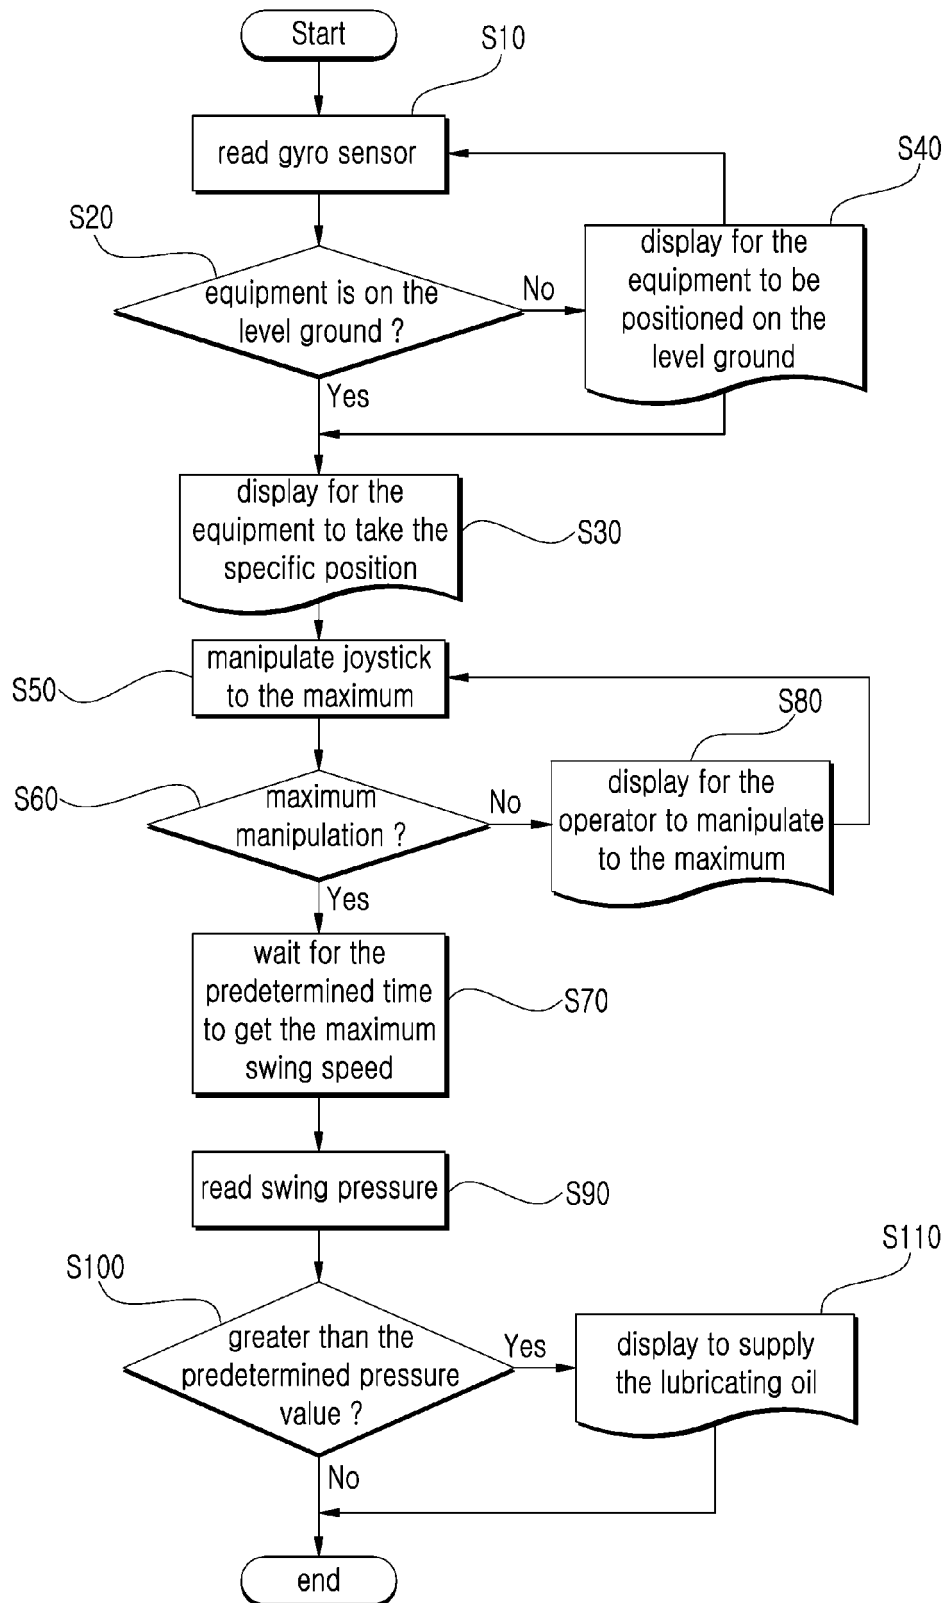 Start
S10
read gyro sensor
S40
S20
display for the
equipment to be
positioned on the
level ground
equipment is on the
level ground ?
No
Yes
display for the
equipment to take the
specific position
S30
manipulate joystick
to the maximum
S50
S80
S60
maximum
manipulation ?
No
display for the
operator to manipulate
to the maximum
Yes
wait for the
predetermined time
to get the maximum
swing speed
S70
read swing pressure
S90
S110
S100
greater than the
predetermined pressure
value ?
Yes
display to supply
the lubricating oil
No
end